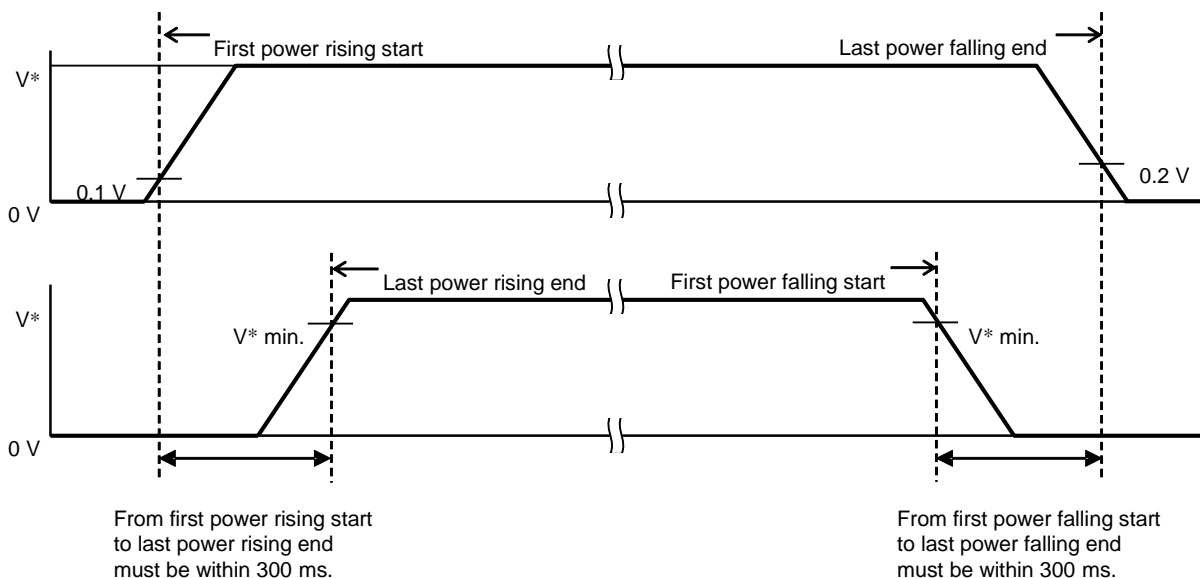 First power rising start
Last power falling end
V*
0.1 V
0.2 V
0 V
Last power rising end
First power falling start
V*
V* min.
V* min.
0 V
From first power rising start
to last power rising end
must be within 300 ms.
From first power falling start
to last power falling end
must be within 300 ms.